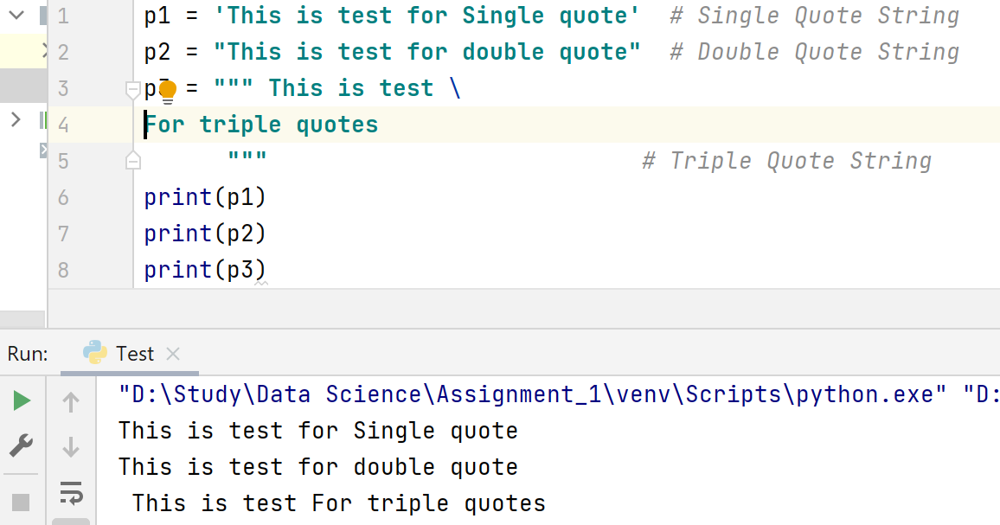 1 p1 = 'This is test for Single quote'  # Single Quote String
2 p2 = "This is test for double quote"  # Double Quote String
3 p3 = """ This is test \
4 For triple quotes
5       """                           # Triple Quote String
6 print(p1)
7 print(p2)
8 print(p3)
Run: Test
"D:\Study\Data Science\Assignment_1\venv\Scripts\python.exe" "D:
This is test for Single quote
This is test for double quote
 This is test For triple quotes